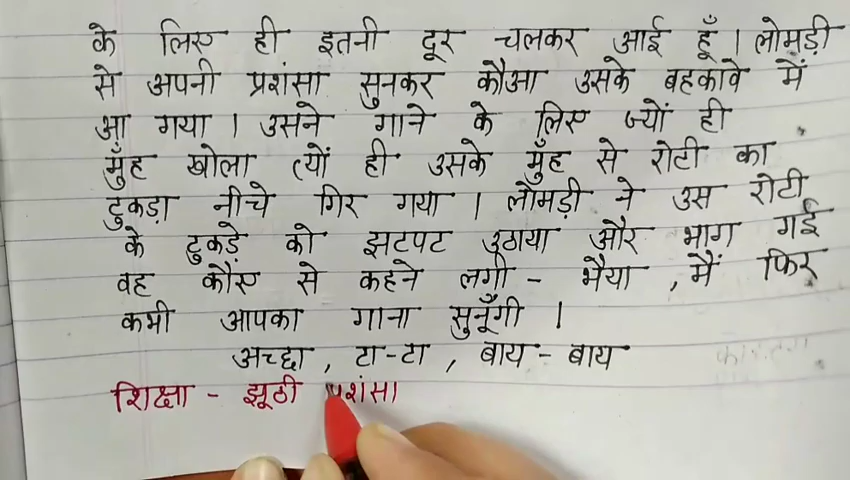 के लिए ही इतनी दूर चलकर आई हूँ । लोमड़ी
से अपनी प्रशंसा सुनकर कौआ उसके बहकावे में
आ गया । उसने गाने के लिए ज्यों ही
मुँह खोला त्यों ही उसके मुँह से रोटी का
टुकड़ा नीचे गिर गया । लोमड़ी ने उस रोटी
के टुकड़े को झटपट उठाया और भाग गई
वह कौए से कहने लगी - भैया , मैं फिर
कभी आपका गाना सुनूँगी ।
अच्छा , टा-टा , बाय - बाय
शिक्षा - झूठी प्रशंसा